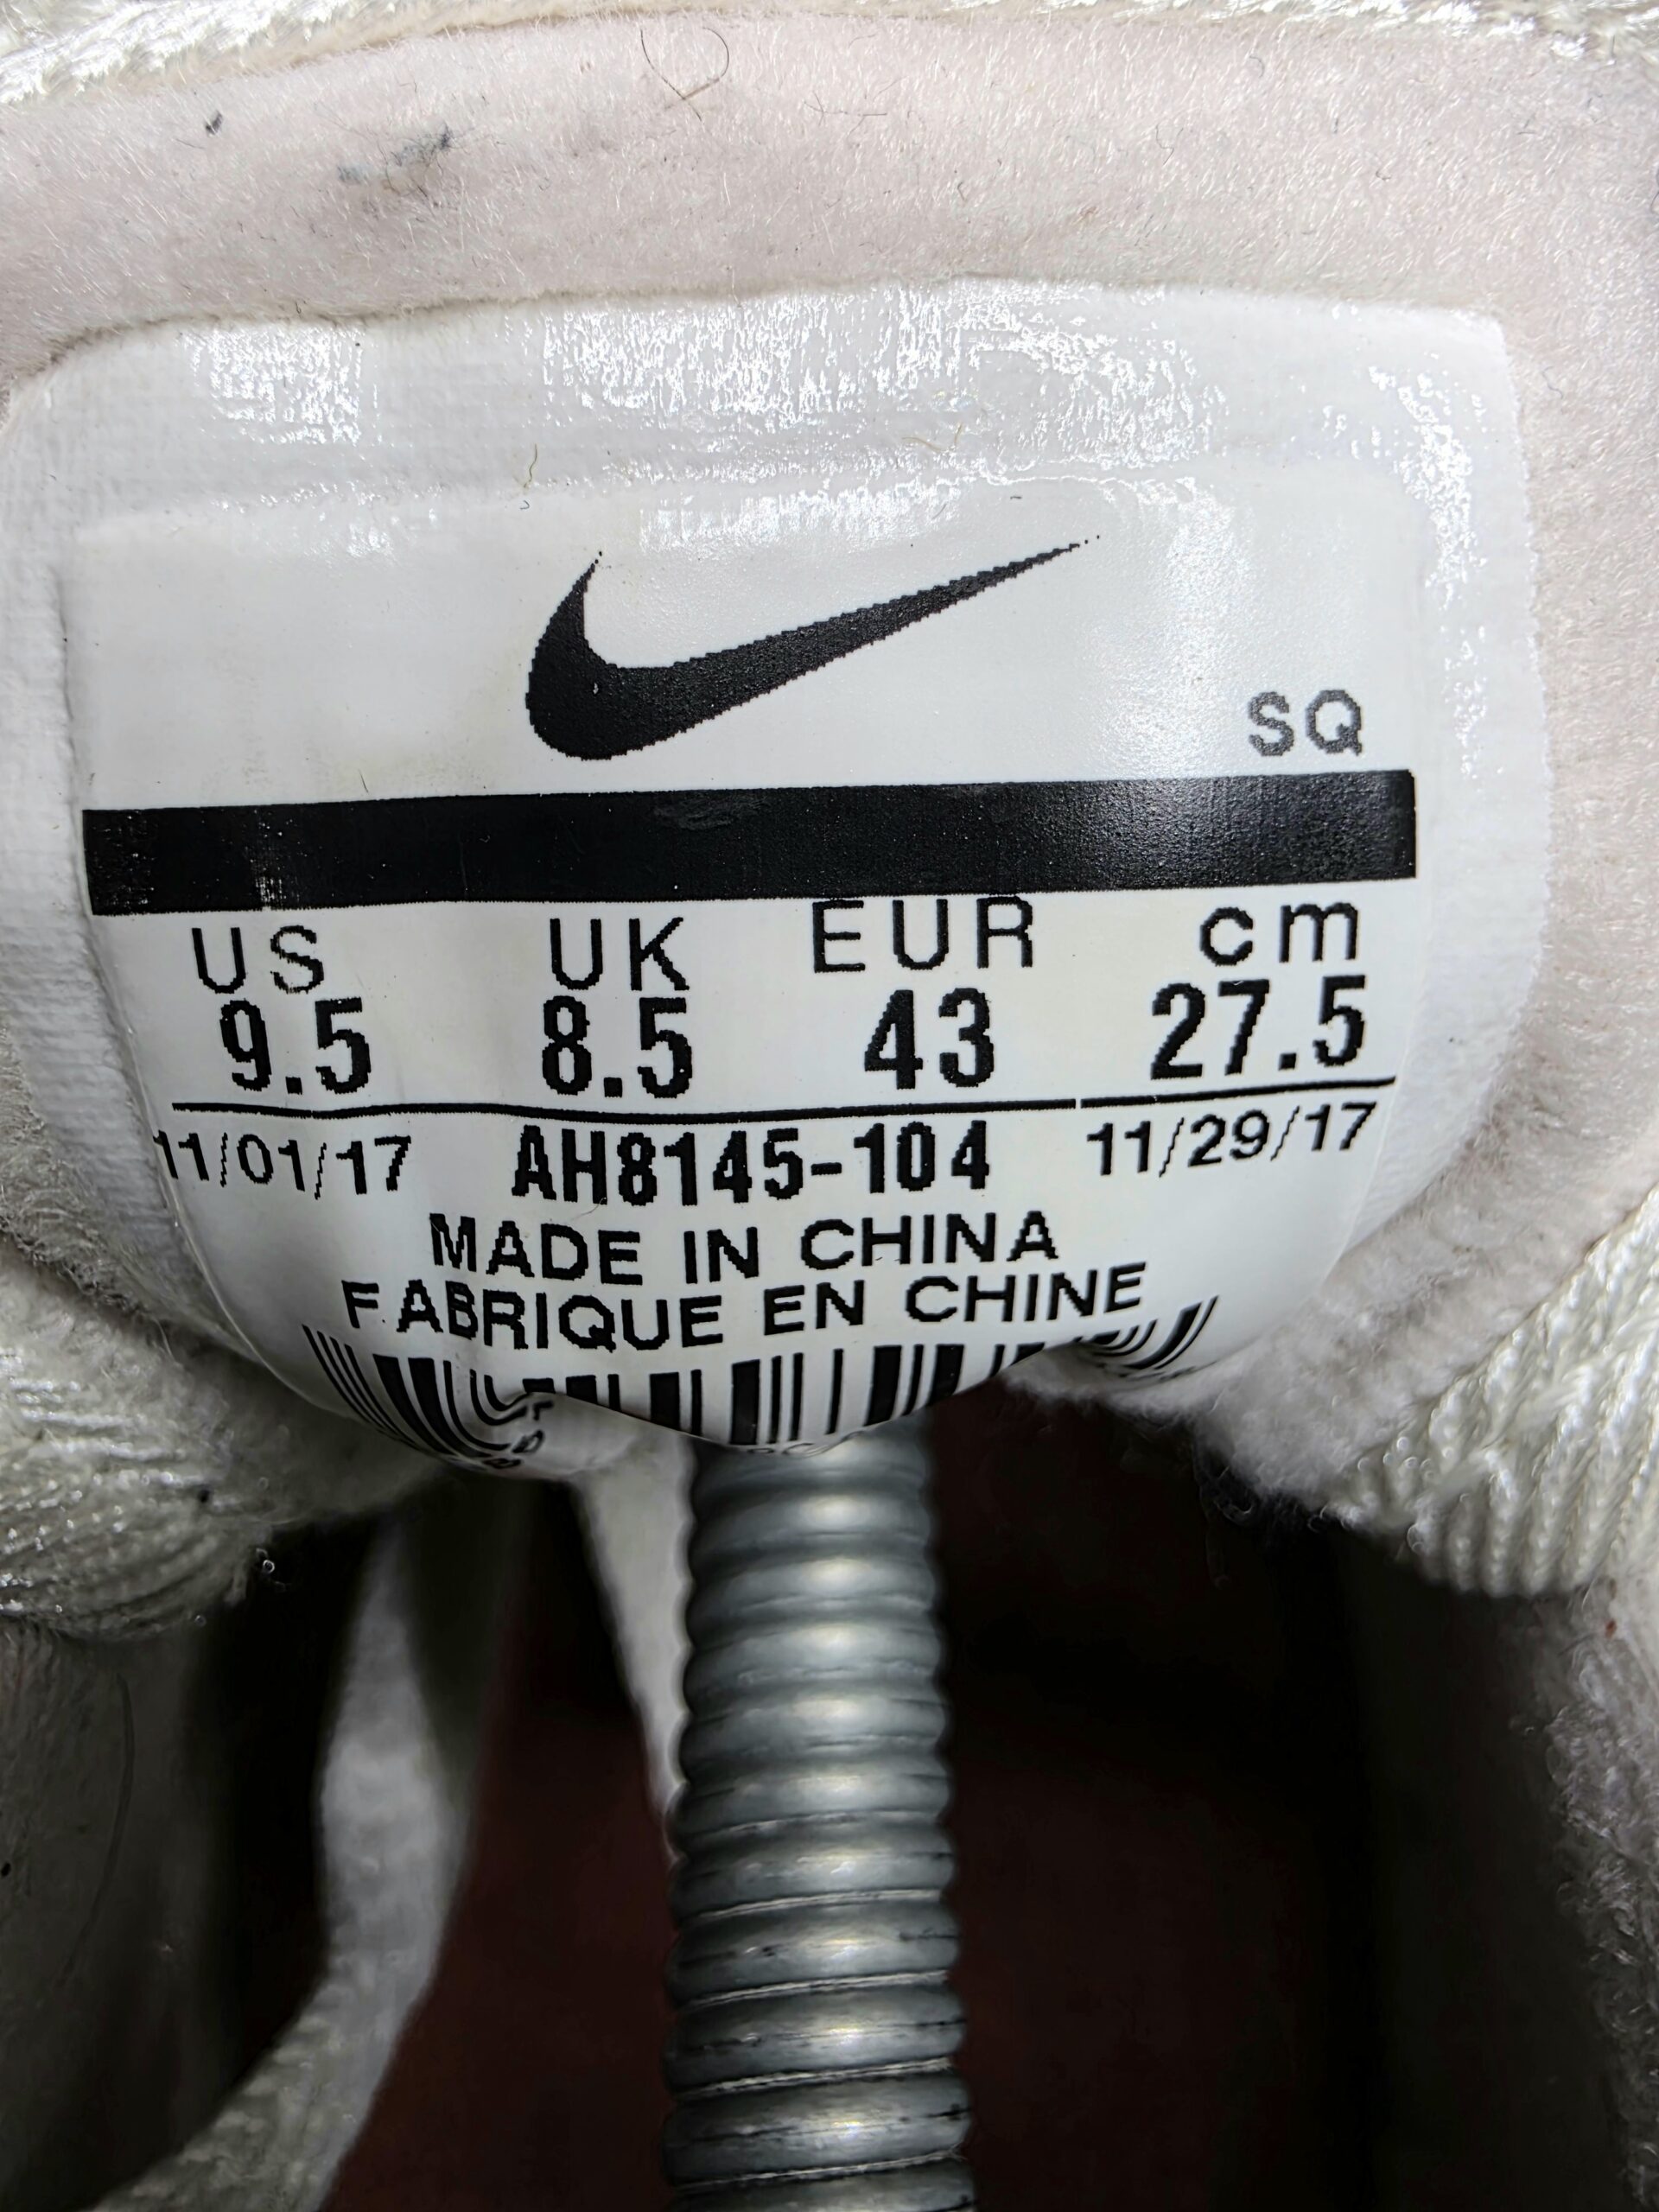 SQ
US UK EUR cm
9.5 8.5 43 27.5
11/01/17 AH8145-104 11/29/17
MADE IN CHINA
FABRIQUE EN CHINE